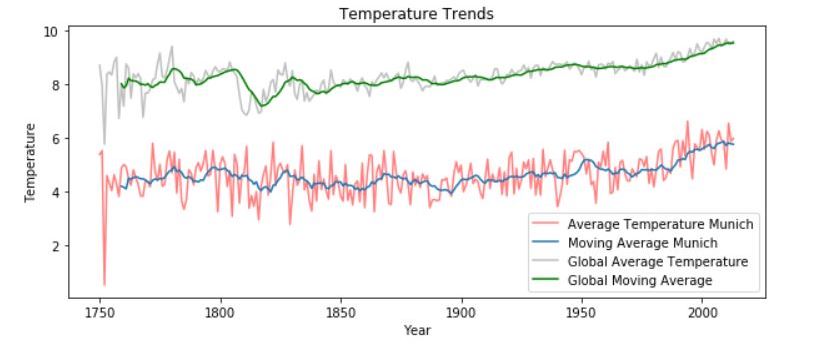 Temperature Trends
10
8
6
4
2
Temperature
1750
1800
1850
1900
1950
2000
Year
Average Temperature Munich
Moving Average Munich
Global Average Temperature
Global Moving Average